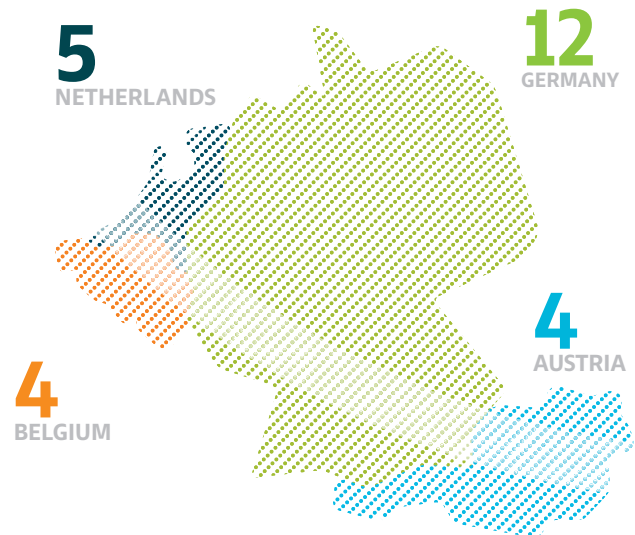 5
NETHERLANDS
12
GERMANY
4
AUSTRIA
4
BELGIUM